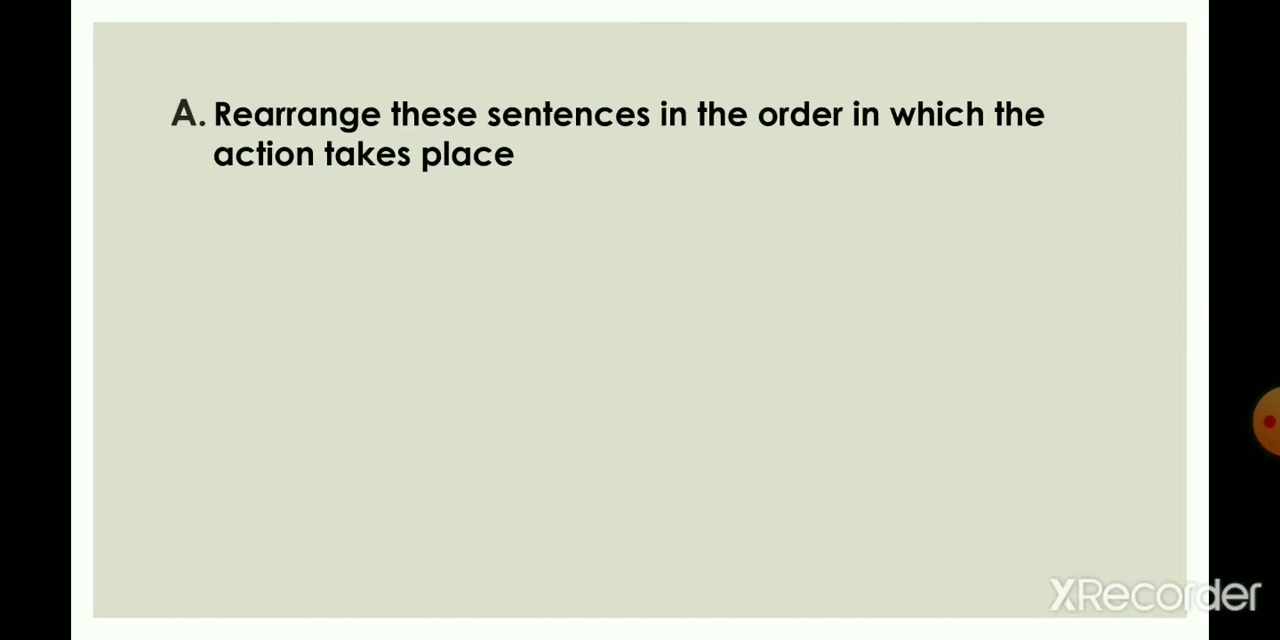 A. Rearrange these sentences in the order in which the
action takes place
XRecorder